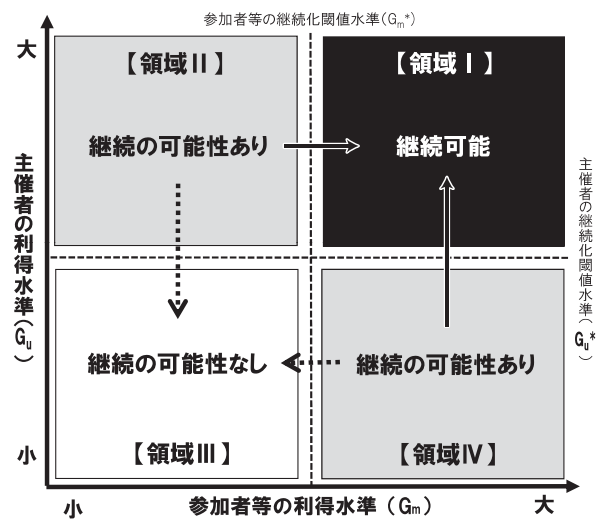 参加者等の継続化閾値水準(Gm*)
大
【領域Ⅱ】
【領域Ⅰ】
継続の可能性あり
継続可能
主催者の利得水準(Gu)
主催者の継続化閾値水準(Gu*)
継続の可能性なし
継続の可能性あり
小
【領域Ⅲ】
【領域Ⅳ】
小
参加者等の利得水準(Gm)
大